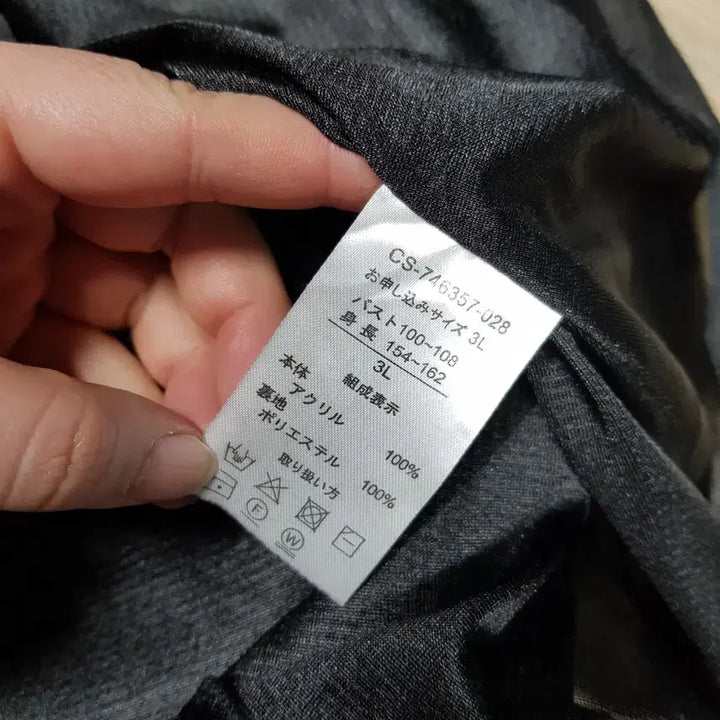 CS-746357-028
お申し込みサイズ 3L
バスト100~108
身長 154~162
3L
組成表示
本体
アクリル 100%
裏地
ポリエステル 100%
取り扱い方
F
W